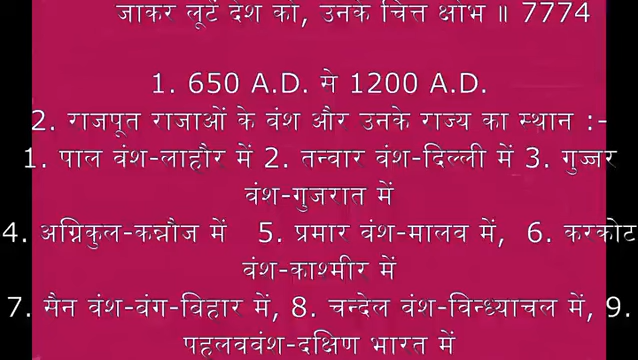 जाकर लूटें देश को, उनके चित्त क्षोभ ॥ 7774
1. 650 A.D. से 1200 A.D.
2. राजपूत राजाओं के वंश और उनके राज्य का स्थान :-
1. पाल वंश-लाहौर में 2. तन्वार वंश-दिल्ली में 3. गुज्जर
वंश-गुजरात में
4. अग्निकुल-कन्नौज में 5. प्रमार वंश-मालव में, 6. करकोट
वंश-काश्मीर में
7. सैन वंश-बंग-बिहार में, 8. चन्देल वंश-विन्ध्याचल में, 9.
पहलववंश-दक्षिण भारत में